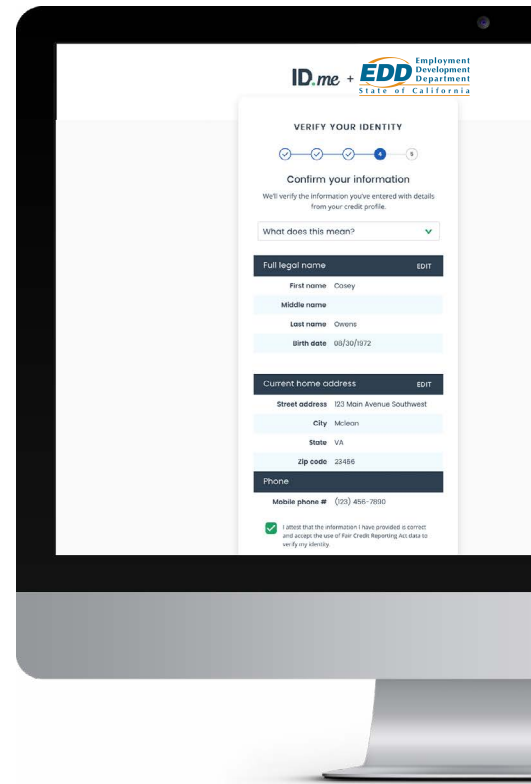 ID.me + EDD Employment
Development
Department
State of California
VERIFY YOUR IDENTITY
4 5
Confirm your information
We'll verify the information you've entered with details
from your credit profile.
What does this mean?
Full legal name EDIT
First name Casey
Middle name
Last name Owens
Birth date 08/30/1972
Current home address EDIT
Street address 123 Main Avenue Southwest
City Mclean
State VA
Zip code 23456
Phone
Mobile phone # (123) 456-7890
I attest that the information I have provided is correct
and accept the use of Fair Credit Reporting Act data to
verify my identity.